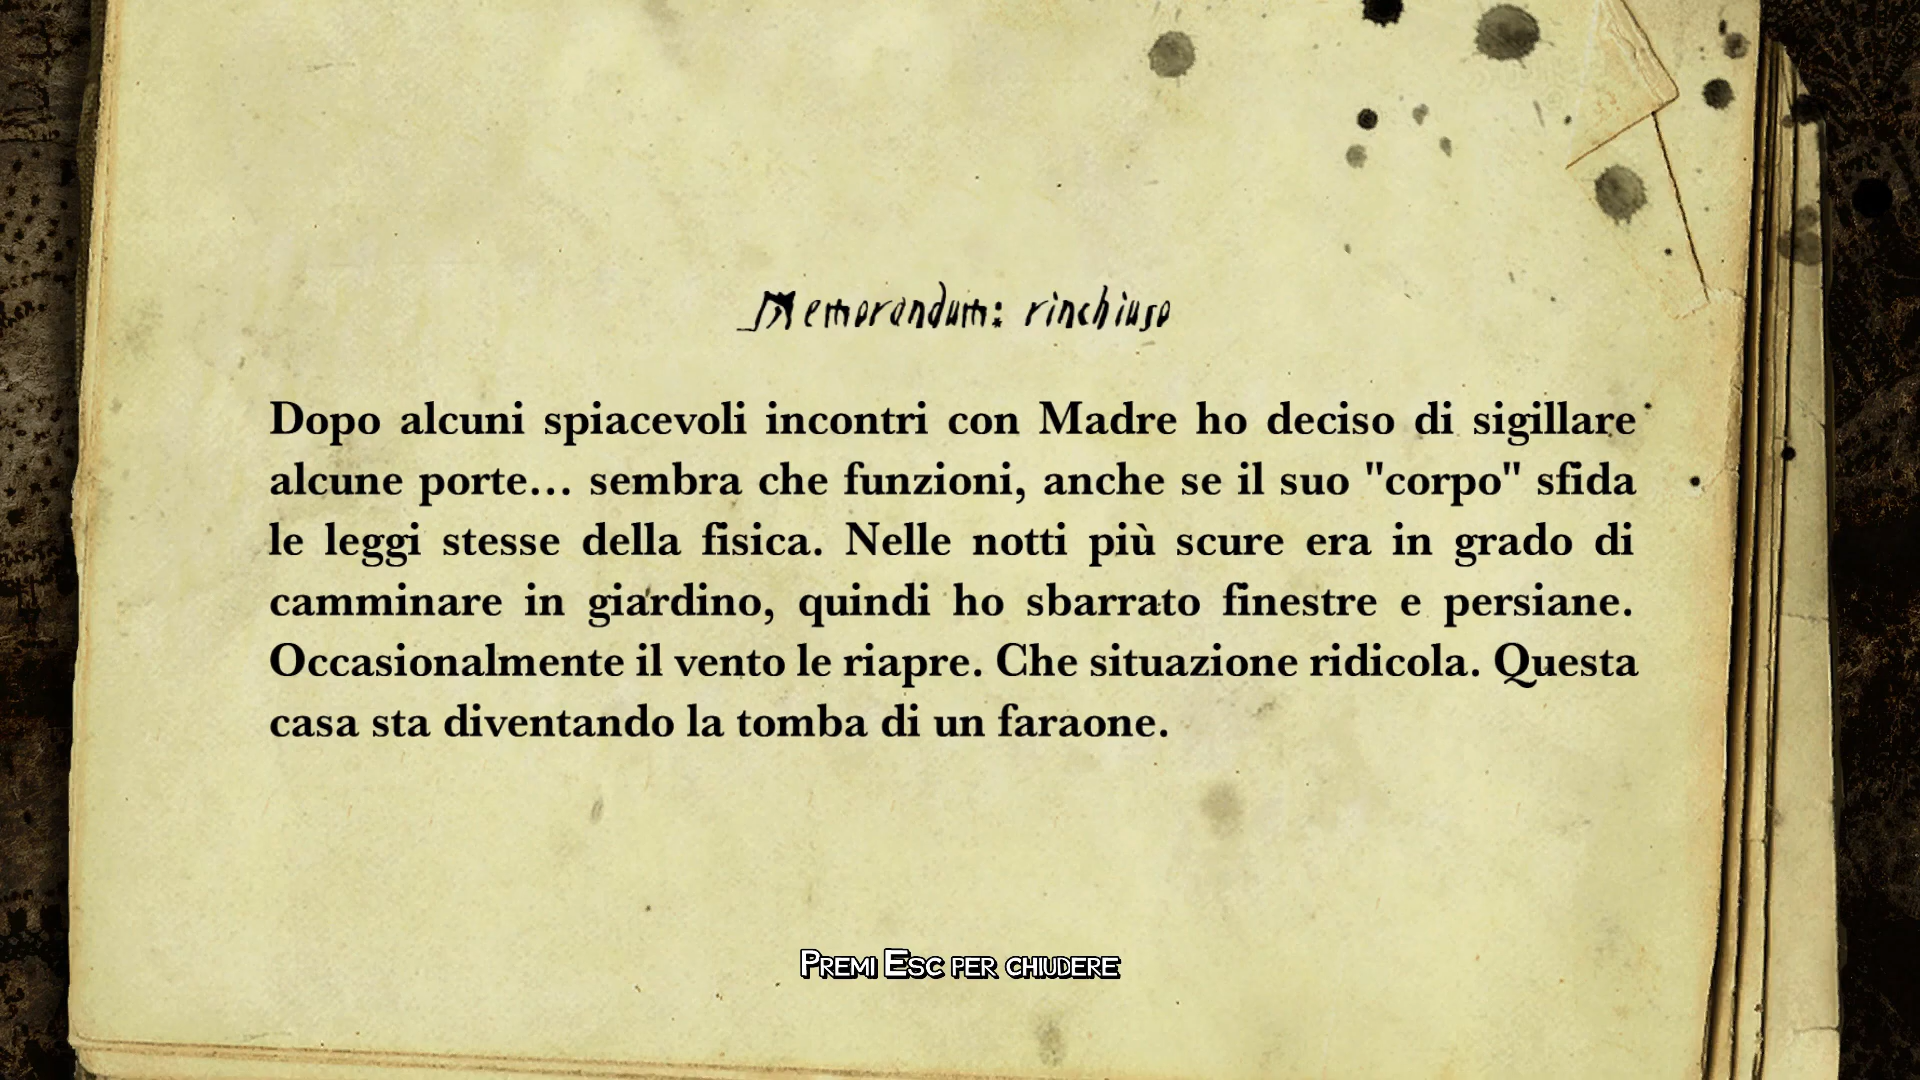 Memorandum: rinchiuso
Dopo alcuni spiacevoli incontri con Madre ho deciso di sigillare
alcune porte... sembra che funzioni, anche se il suo "corpo" sfida
le leggi stesse della fisica. Nelle notti più scure era in grado di
camminare in giardino, quindi ho sbarrato finestre e persiane.
Occasionalmente il vento le riapre. Che situazione ridicola. Questa
casa sta diventando la tomba di un faraone.
Premi Esc per chiudere